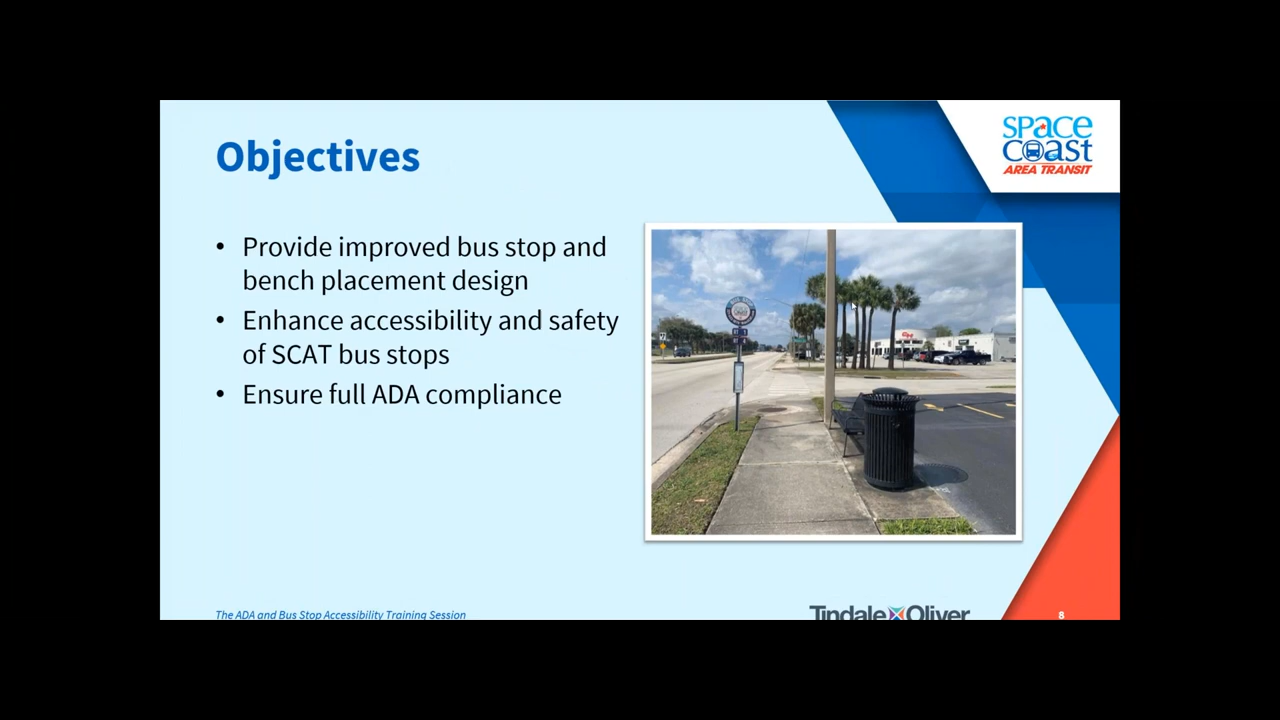 Objectives
space
coast
AREA TRANSIT
• Provide improved bus stop and
bench placement design
• Enhance accessibility and safety
of SCAT bus stops
• Ensure full ADA compliance
The ADA and Bus Stop Accessibility Training Session
Tindale Oliver
8